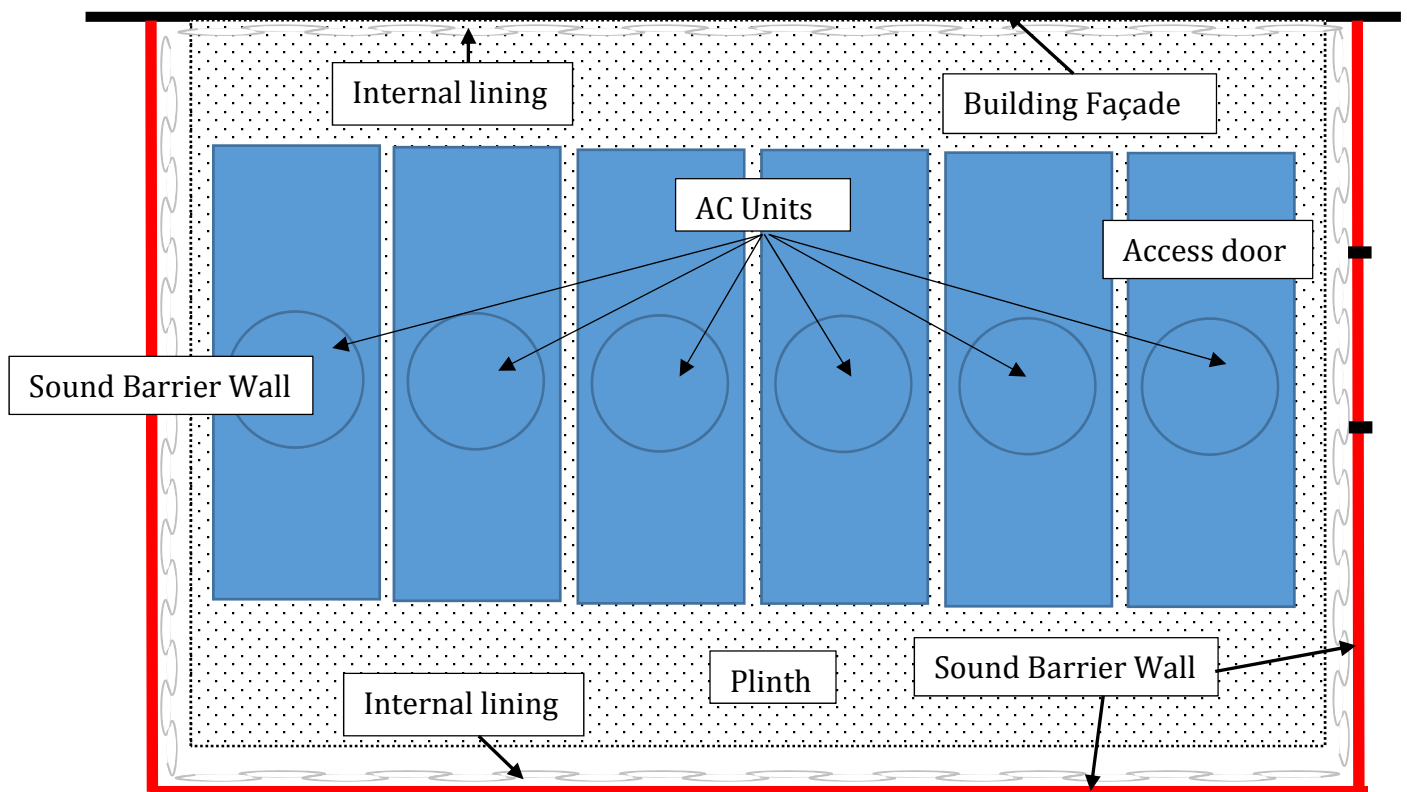 Internal lining
Building Façade
AC Units
Access door
Sound Barrier Wall
Sound Barrier Wall
Plinth
Internal lining